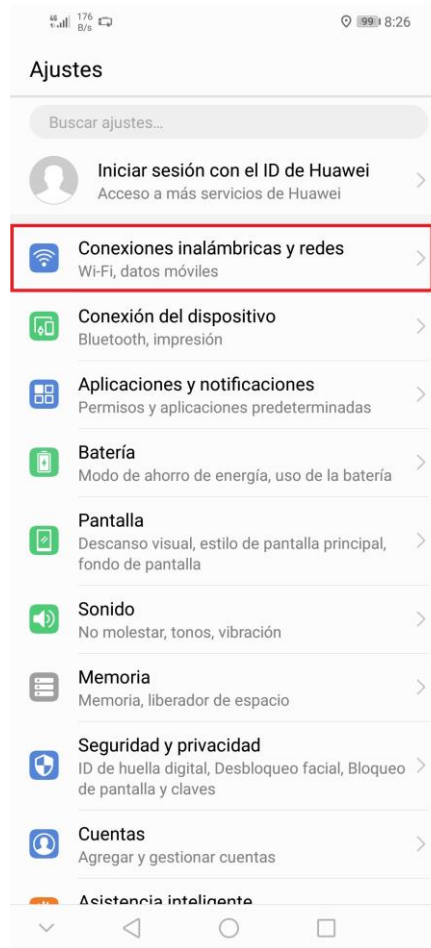 4G 176 B/s 99 8:26
Ajustes
Buscar ajustes...
Iniciar sesión con el ID de Huawei
Acceso a más servicios de Huawei
Conexiones inalámbricas y redes
Wi-Fi, datos móviles
Conexión del dispositivo
Bluetooth, impresión
Aplicaciones y notificaciones
Permisos y aplicaciones predeterminadas
Batería
Modo de ahorro de energía, uso de la batería
Pantalla
Descanso visual, estilo de pantalla principal,
fondo de pantalla
Sonido
No molestar, tonos, vibración
Memoria
Memoria, liberador de espacio
Seguridad y privacidad
ID de huella digital, Desbloqueo facial, Bloqueo
de pantalla y claves
Cuentas
Agregar y gestionar cuentas
Asistencia inteligente